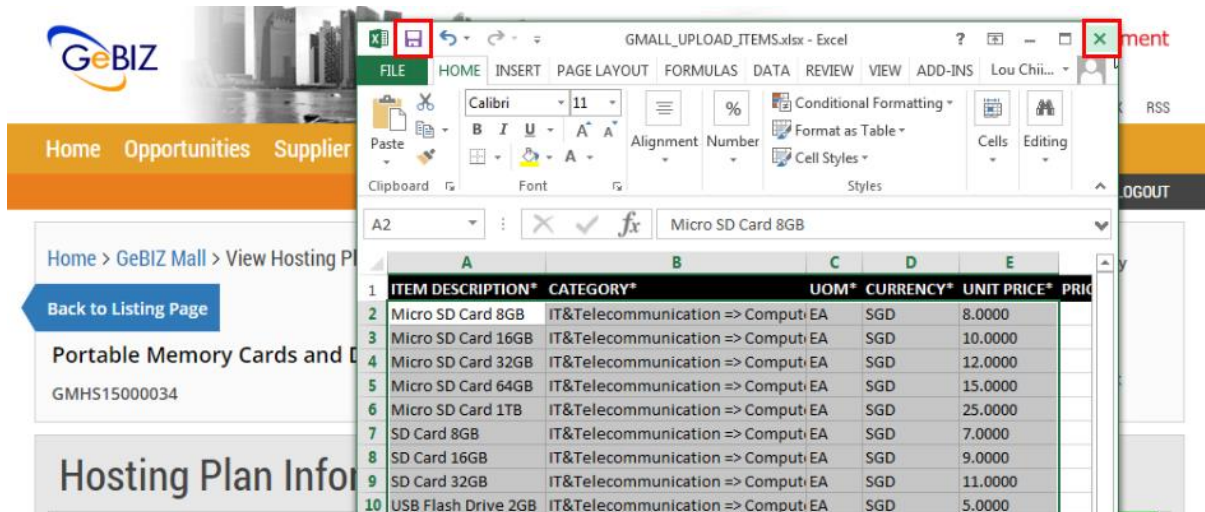 GeBIZ
GMALL_UPLOAD_ITEMS.xlsx - Excel
ment
FILE HOME INSERT PAGE LAYOUT FORMULAS DATA REVIEW VIEW ADD-INS Lou Chii...
RSS
Calibri 11
% Conditional Formatting
Format as Table
Cell Styles
Paste
B I U
A A
A
Alignment Number
Cells Editing
Clipboard Font Styles
Home Opportunities Supplier
LOGOUT
A2 fx Micro SD Card 8GB
Home > GeBIZ Mall > View Hosting Pl
y
Back to Listing Page
Portable Memory Cards and D
GMHS15000034
Hosting Plan Infor
A B C D E
1 ITEM DESCRIPTION* CATEGORY* UOM* CURRENCY* UNIT PRICE* PRIC
2 Micro SD Card 8GB IT&Telecommunication => Comput EA SGD 8.0000
3 Micro SD Card 16GB IT&Telecommunication => Comput EA SGD 10.0000
4 Micro SD Card 32GB IT&Telecommunication => Comput EA SGD 12.0000
5 Micro SD Card 64GB IT&Telecommunication => Comput EA SGD 15.0000
6 Micro SD Card 1TB IT&Telecommunication => Comput EA SGD 25.0000
7 SD Card 8GB IT&Telecommunication => Comput EA SGD 7.0000
8 SD Card 16GB IT&Telecommunication => Comput EA SGD 9.0000
9 SD Card 32GB IT&Telecommunication => Comput EA SGD 11.0000
10 USB Flash Drive 2GB IT&Telecommunication => Comput EA SGD 5.0000